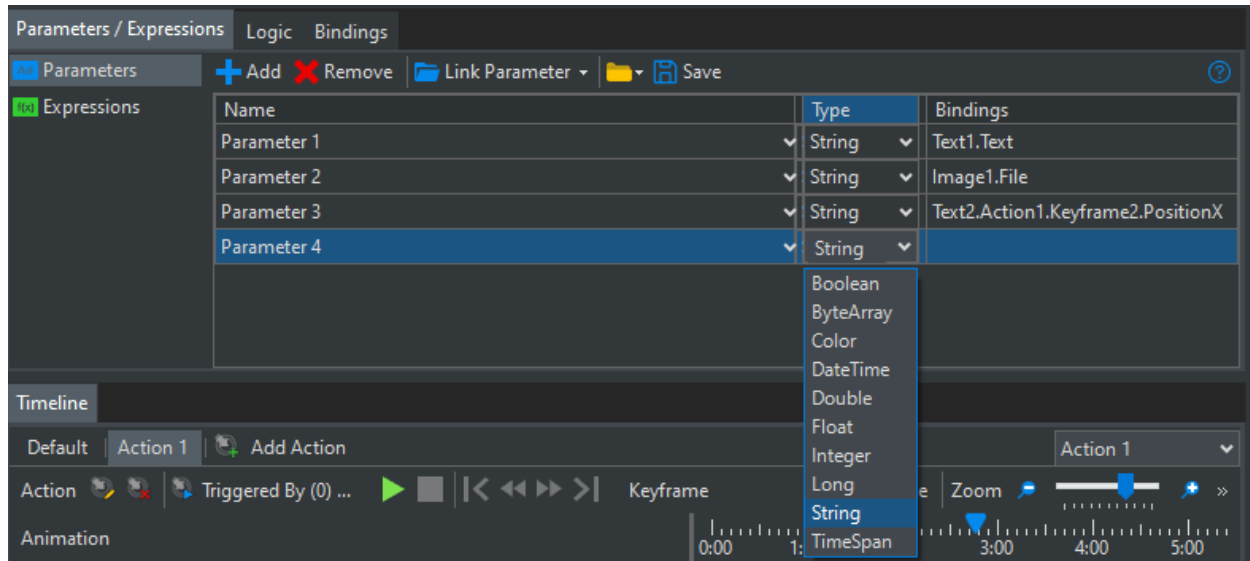 Parameters / Expressions Logic Bindings
Parameters Add Remove Link Parameter Save ?
f(x) Expressions Name Type Bindings
Parameter 1 String Text1.Text
Parameter 2 String Image1.File
Parameter 3 String Text2.Action1.Keyframe2.PositionX
Parameter 4 String
Boolean
ByteArray
Color
DateTime
Double
Float
Integer
Long
String
TimeSpan
Timeline
Default Action 1 Add Action Action 1
Action Triggered By (0) ... Keyframe e Zoom »
Animation 0:00 1: 3:00 4:00 5:00